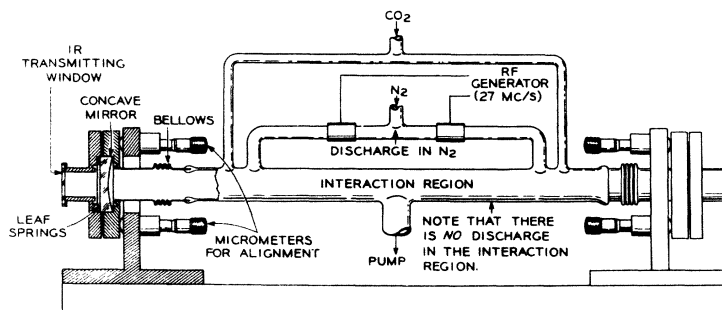 CO2
IR
TRANSMITTING
WINDOW
CONCAVE
MIRROR
BELLOWS
N2
RF
GENERATOR
(27 MC/S)
DISCHARGE IN N2
INTERACTION REGION
LEAF
SPRINGS
MICROMETERS
FOR ALIGNMENT
PUMP
NOTE THAT THERE
IS NO DISCHARGE
IN THE INTERACTION
REGION.